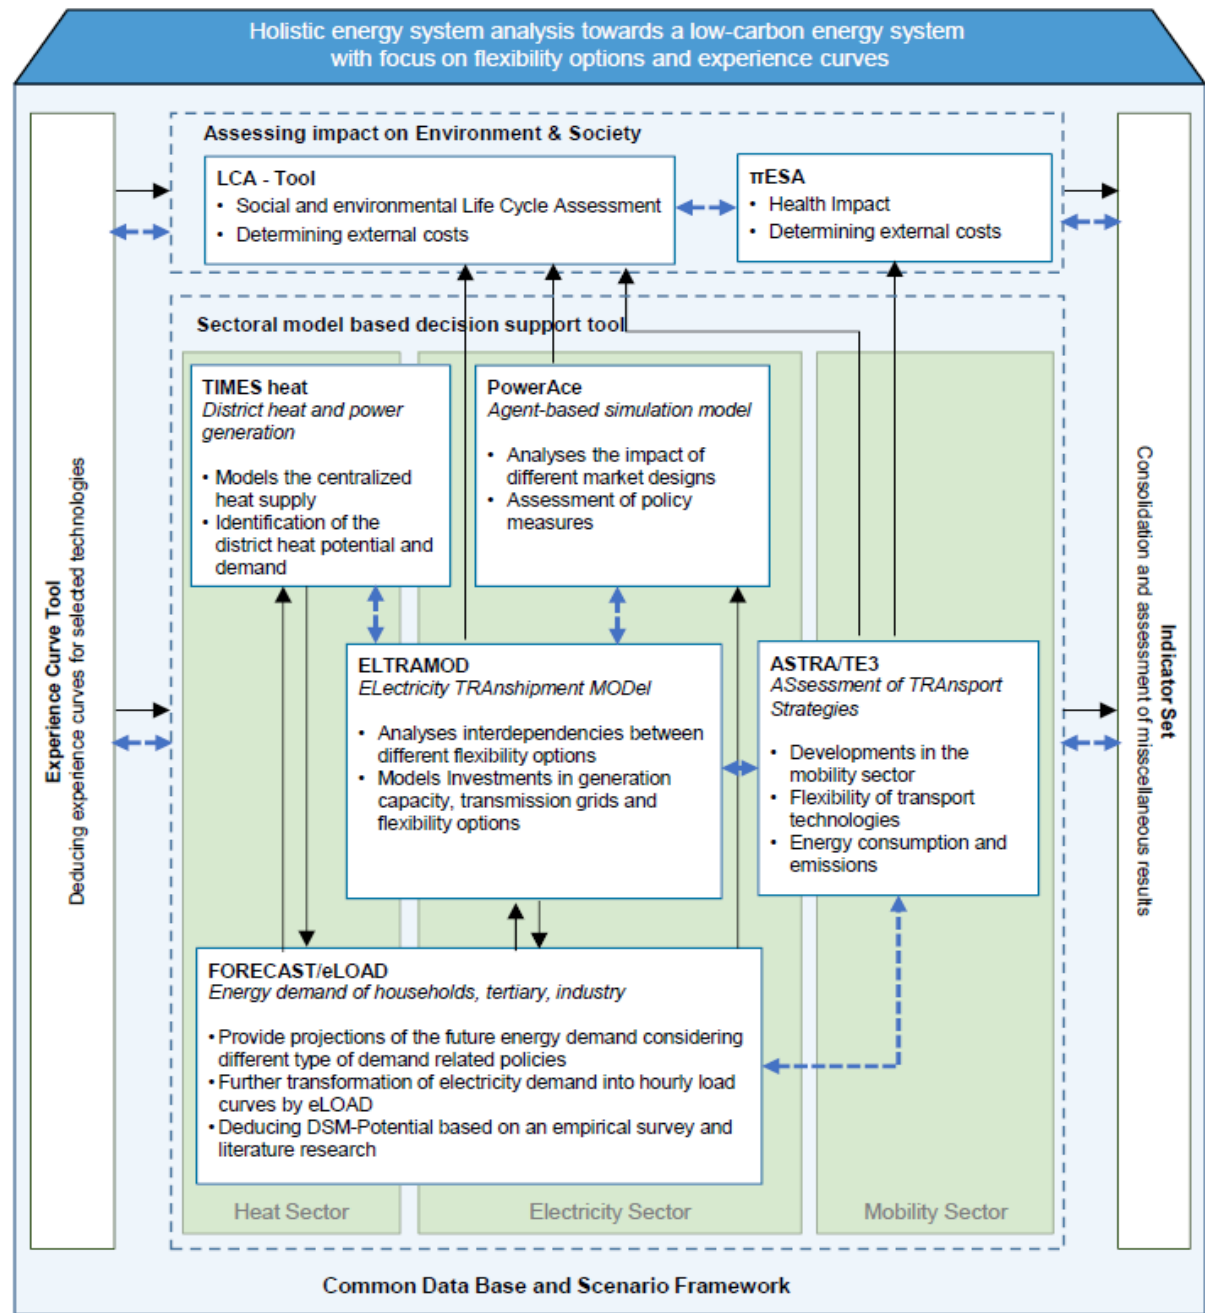 Holistic energy system analysis towards a low-carbon energy system
with focus on flexibility options and experience curves
Experience Curve Tool
Deducing experience curves for selected technologies
Assessing impact on Environment & Society
LCA - Tool
• Social and environmental Life Cycle Assessment
• Determining external costs
πESA
• Health Impact
• Determining external costs
Sectoral model based decision support tool
TIMES heat
District heat and power
generation
• Models the centralized
heat supply
• Identification of the
district heat potential and
demand
PowerAce
Agent-based simulation model
• Analyses the impact of
different market designs
• Assessment of policy
measures
ELTRAMOD
ELectricity TRAnshipment MODel
• Analyses interdependencies between
different flexibility options
• Models Investments in generation
capacity, transmission grids and
flexibility options
ASTRA/TE3
ASsessment of TRAnsport
Strategies
• Developments in the
mobility sector
• Flexibility of transport
technologies
• Energy consumption and
emissions
FORECAST/eLOAD
Energy demand of households, tertiary, industry
• Provide projections of the future energy demand considering
different type of demand related policies
• Further transformation of electricity demand into hourly load
curves by eLOAD
• Deducing DSM-Potential based on an empirical survey and
literature research
Heat Sector
Electricity Sector
Mobility Sector
Indicator Set
Consolidation and assessment of misscellaneous results
Common Data Base and Scenario Framework